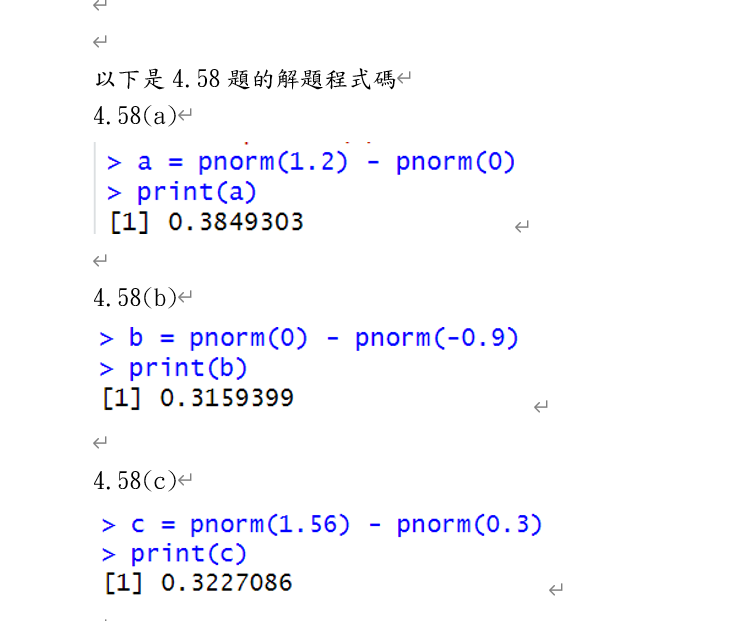 以下是 4.58 題的解題程式碼
4.58(a)
> a = pnorm(1.2) - pnorm(0)
> print(a)
[1] 0.3849303
4.58(b)
> b = pnorm(0) - pnorm(-0.9)
> print(b)
[1] 0.3159399
4.58(c)
> c = pnorm(1.56) - pnorm(0.3)
> print(c)
[1] 0.3227086